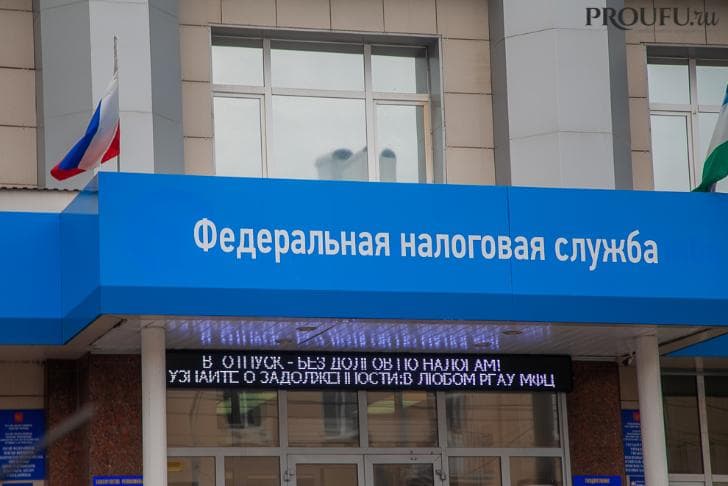 PROUFU.ru
Федеральная налоговая служба
В ОТПУСК - БЕЗ ДОЛГОВ ПО НАЛОГАМ!
УЗНАЙТЕ О ЗАДОЛЖЕННОСТИ:В ЛЮБОМ РГАУ МФЦ